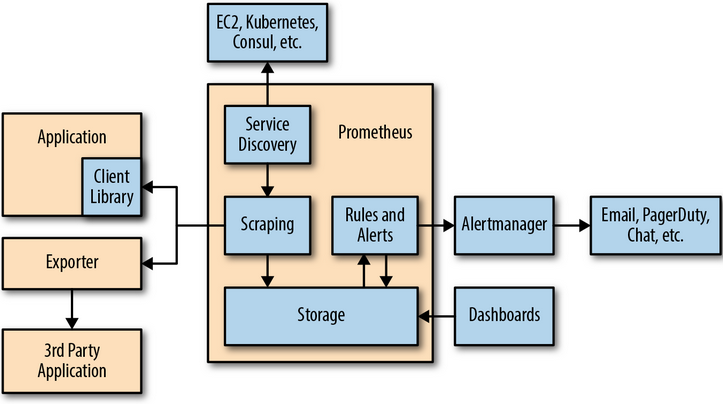 EC2, Kubernetes,
Consul, etc.
Service
Discovery
Prometheus
Application
Client
Library
Scraping
Rules and
Alerts
Alertmanager
Email, PagerDuty,
Chat, etc.
Exporter
Storage
Dashboards
3rd Party
Application